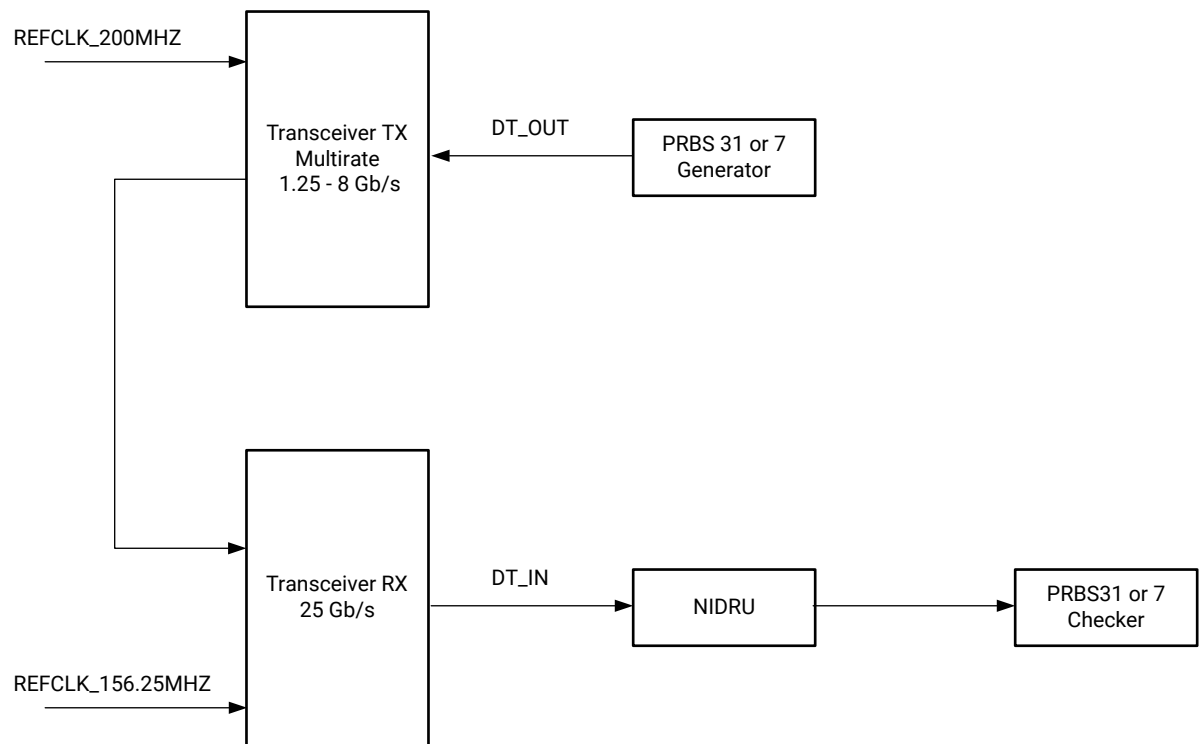 REFCLK_200MHZ
Transceiver TX
Multirate
1.25 - 8 Gb/s
DT_OUT
PRBS 31 or 7
Generator
Transceiver RX
25 Gb/s
DT_IN
NIDRU
PRBS31 or 7
Checker
REFCLK_156.25MHZ